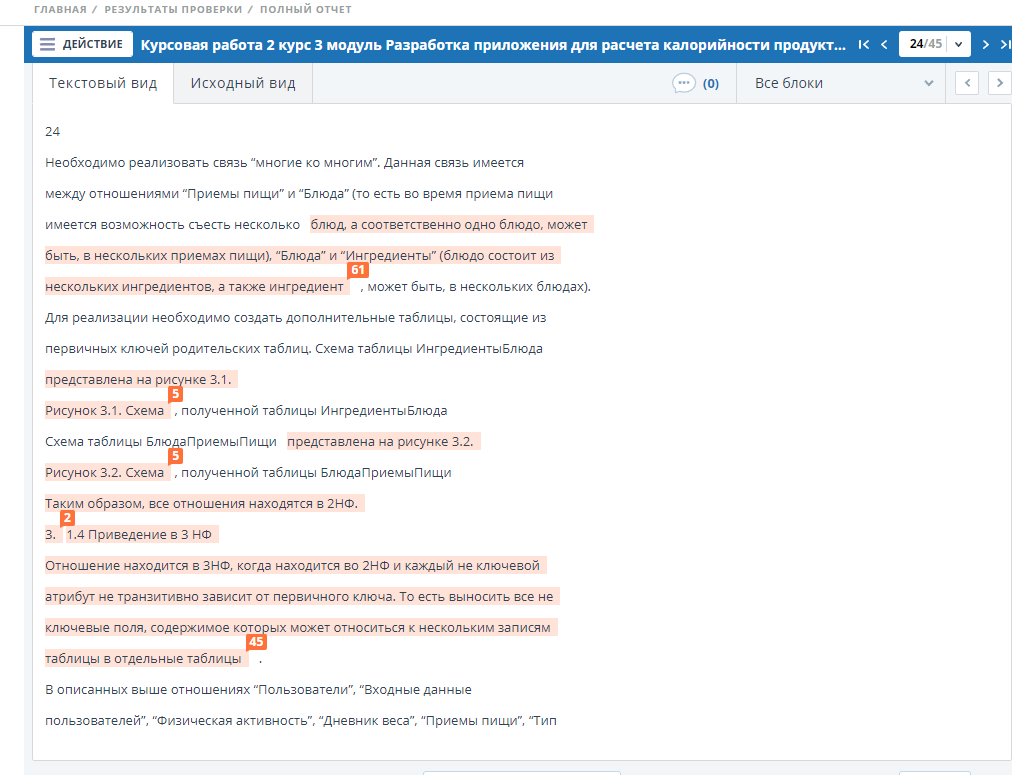 ГЛАВНАЯ / РЕЗУЛЬТАТЫ ПРОВЕРКИ / ПОЛНЫЙ ОТЧЕТ
ДЕЙСТВИЕ Курсовая работа 2 курс 3 модуль Разработка приложения для расчета калорийности продукт... 24/45
Текстовый вид Исходный вид (0) Все блоки
24
Необходимо реализовать связь “многие ко многим”. Данная связь имеется
между отношениями “Приемы пищи” и “Блюда” (то есть во время приема пищи
имеется возможность съесть несколько блюд, а соответственно одно блюдо, может
быть, в нескольких приемах пищи), “Блюда” и “Ингредиенты” (блюдо состоит из
61
нескольких ингредиентов, а также ингредиент , может быть, в нескольких блюдах).
Для реализации необходимо создать дополнительные таблицы, состоящие из
первичных ключей родительских таблиц. Схема таблицы ИнгредиентыБлюда
представлена на рисунке 3.1.
5
Рисунок 3.1. Схема , полученной таблицы ИнгредиентыБлюда
Схема таблицы БлюдаПриемыПищи представлена на рисунке 3.2.
5
Рисунок 3.2. Схема , полученной таблицы БлюдаПриемыПищи
Таким образом, все отношения находятся в 2НФ.
2
3. 1.4 Приведение в 3 НФ
Отношение находится в 3НФ, когда находится во 2НФ и каждый не ключевой
атрибут не транзитивно зависит от первичного ключа. То есть выносить все не
ключевые поля, содержимое которых может относиться к нескольким записям
45
таблицы в отдельные таблицы .
В описанных выше отношениях “Пользователи”, “Входные данные
пользователей”, “Физическая активность”, “Дневник веса”, “Приемы пищи”, “Тип